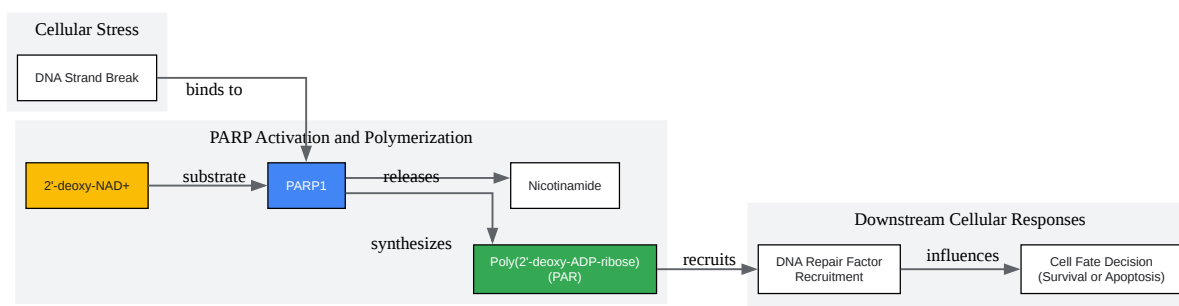 Cellular Stress
DNA Strand Break
binds to
PARP Activation and Polymerization
2'-deoxy-NAD+
substrate
PARP1
releases
Nicotinamide
synthesizes
Poly(2'-deoxy-ADP-ribose)
(PAR)
recruits
Downstream Cellular Responses
DNA Repair Factor
Recruitment
influences
Cell Fate Decision
(Survival or Apoptosis)